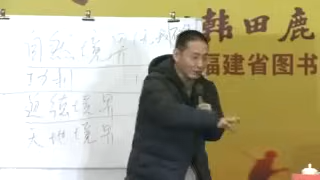 自然境界
功利
道德境界
天地境界
韩田鹿
福建省图书